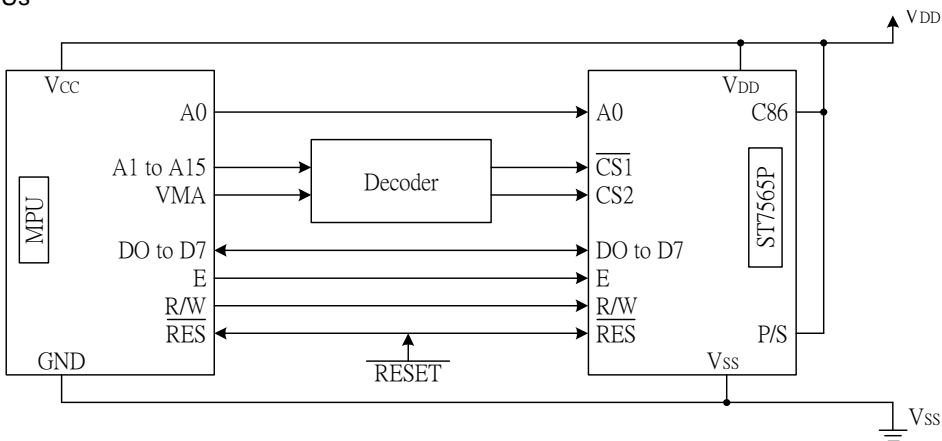 VDD
VCC
VDD
A0
A0
C86
A1 to A15
VMA
Decoder
CS1
CS2
MPU
ST7565P
DO to D7
DO to D7
E
E
R/W
R/W
RES
RES
P/S
RESET
GND
VSS
VSS